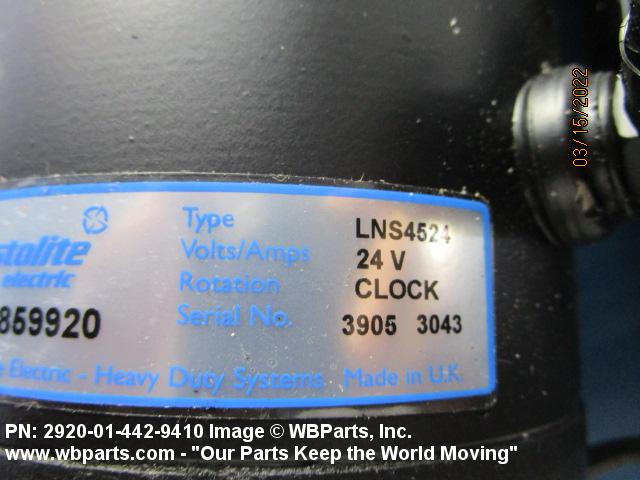 03/15/2022
stolite
electric
859920
Type LNS4524
Volts/Amps 24 V
Rotation CLOCK
Serial No. 3905 3043
e Electric - Heavy Duty Systems Made in U.K.
PN: 2920-01-442-9410 Image © WBParts, Inc.
www.wbparts.com - "Our Parts Keep the World Moving"